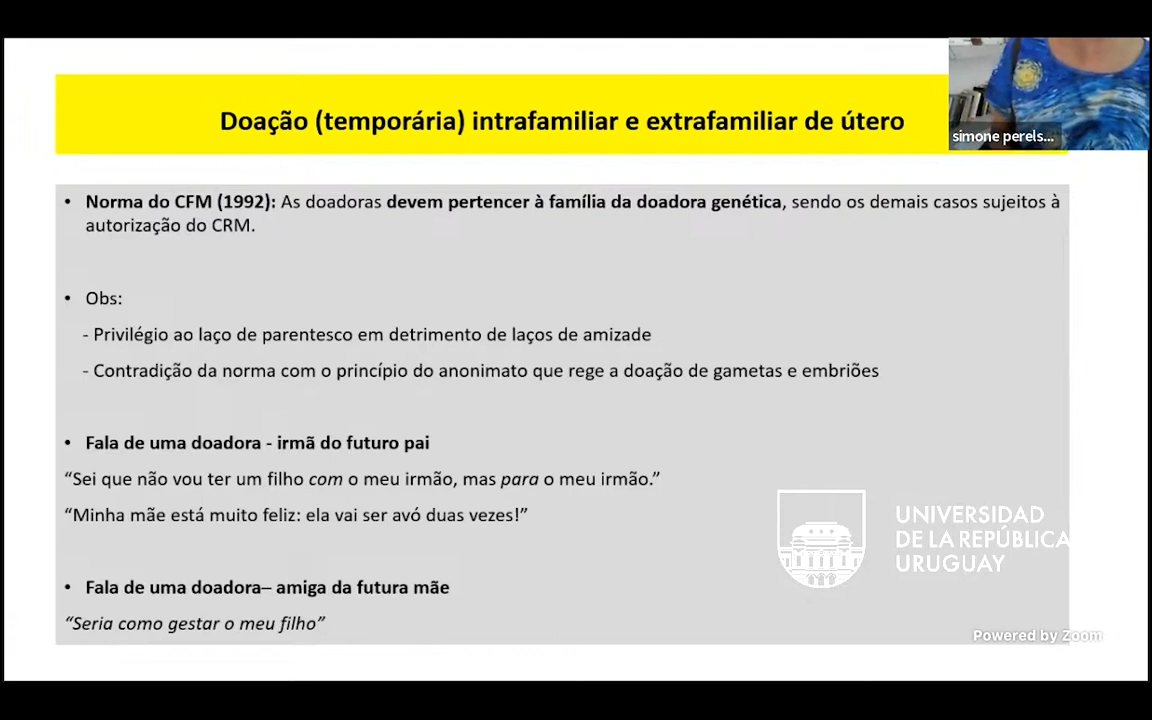 Doação (temporária) intrafamiliar e extrafamiliar de útero
simone perels...
• Norma do CFM (1992): As doadoras devem pertencer à família da doadora genética, sendo os demais casos sujeitos à
autorização do CRM.
• Obs:
- Privilégio ao laço de parentesco em detrimento de laços de amizade
- Contradição da norma com o princípio do anonimato que rege a doação de gametas e embriões
• Fala de uma doadora - irmã do futuro pai
“Sei que não vou ter um filho com o meu irmão, mas para o meu irmão.”
“Minha mãe está muito feliz: ela vai ser avó duas vezes!”
• Fala de uma doadora– amiga da futura mãe
“Seria como gestar o meu filho”
UNIVERSIDAD
DE LA REPÚBLICA
URUGUAY
Powered by Zoom